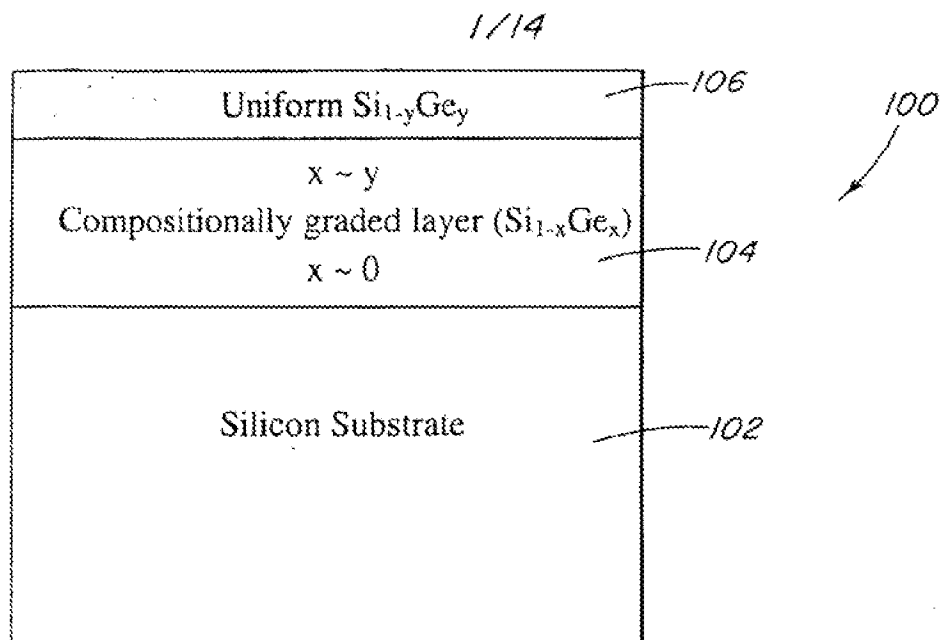 1/14
Uniform Si₁₋yGey
106
100
x ~ y
Compositionally graded layer (Si₁₋ₓGeₓ)
104
x ~ 0
Silicon Substrate
102